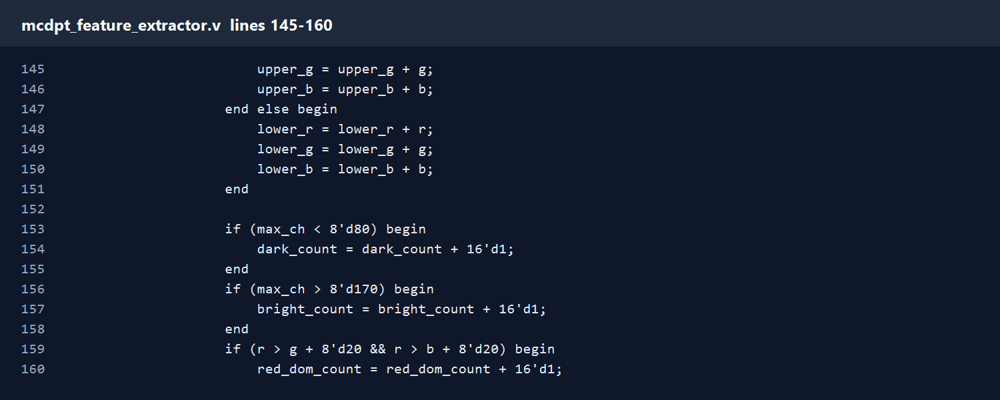 mcdpt_feature_extractor.v lines 145-160
145 upper_g = upper_g + g;
146 upper_b = upper_b + b;
147 end else begin
148 lower_r = lower_r + r;
149 lower_g = lower_g + g;
150 lower_b = lower_b + b;
151 end
152
153 if (max_ch < 8'd80) begin
154 dark_count = dark_count + 16'd1;
155 end
156 if (max_ch > 8'd170) begin
157 bright_count = bright_count + 16'd1;
158 end
159 if (r > g + 8'd20 && r > b + 8'd20) begin
160 red_dom_count = red_dom_count + 16'd1;